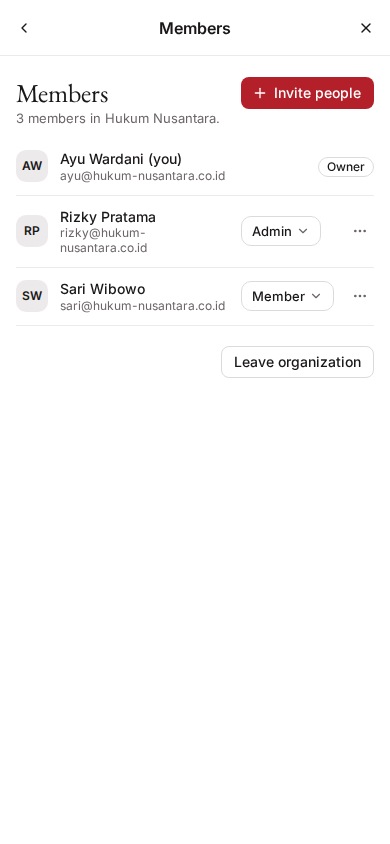 Members
Members
Invite people
3 members in Hukum Nusantara.
AW
Ayu Wardani (you)
ayu@hukum-nusantara.co.id
Owner
RP
Rizky Pratama
rizky@hukum-
nusantara.co.id
Admin
SW
Sari Wibowo
sari@hukum-nusantara.co.id
Member
Leave organization